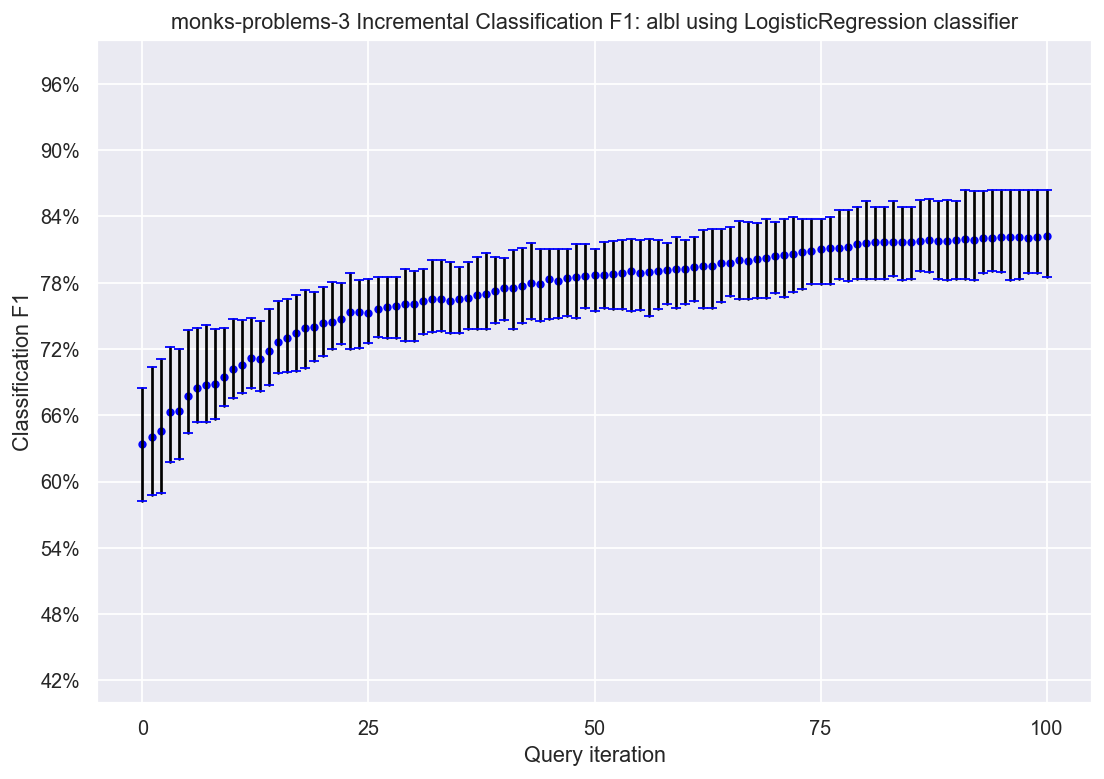 monks-problems-3 Incremental Classification F1: albl using LogisticRegression classifier
96%
90%
84%
78%
72%
66%
60%
54%
48%
42%
Classification F1
0 25 50 75 100
Query iteration